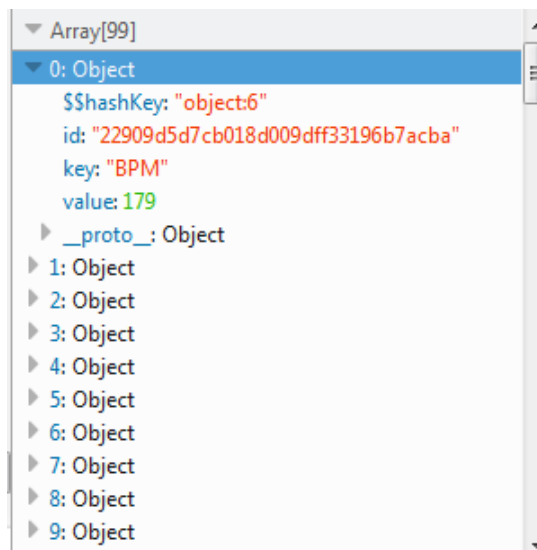 Array[99]
0: Object
$$hashKey: "object:6"
id: "22909d5d7cb018d009dff33196b7acba"
key: "BPM"
value: 179
__proto__: Object
1: Object
2: Object
3: Object
4: Object
5: Object
6: Object
7: Object
8: Object
9: Object